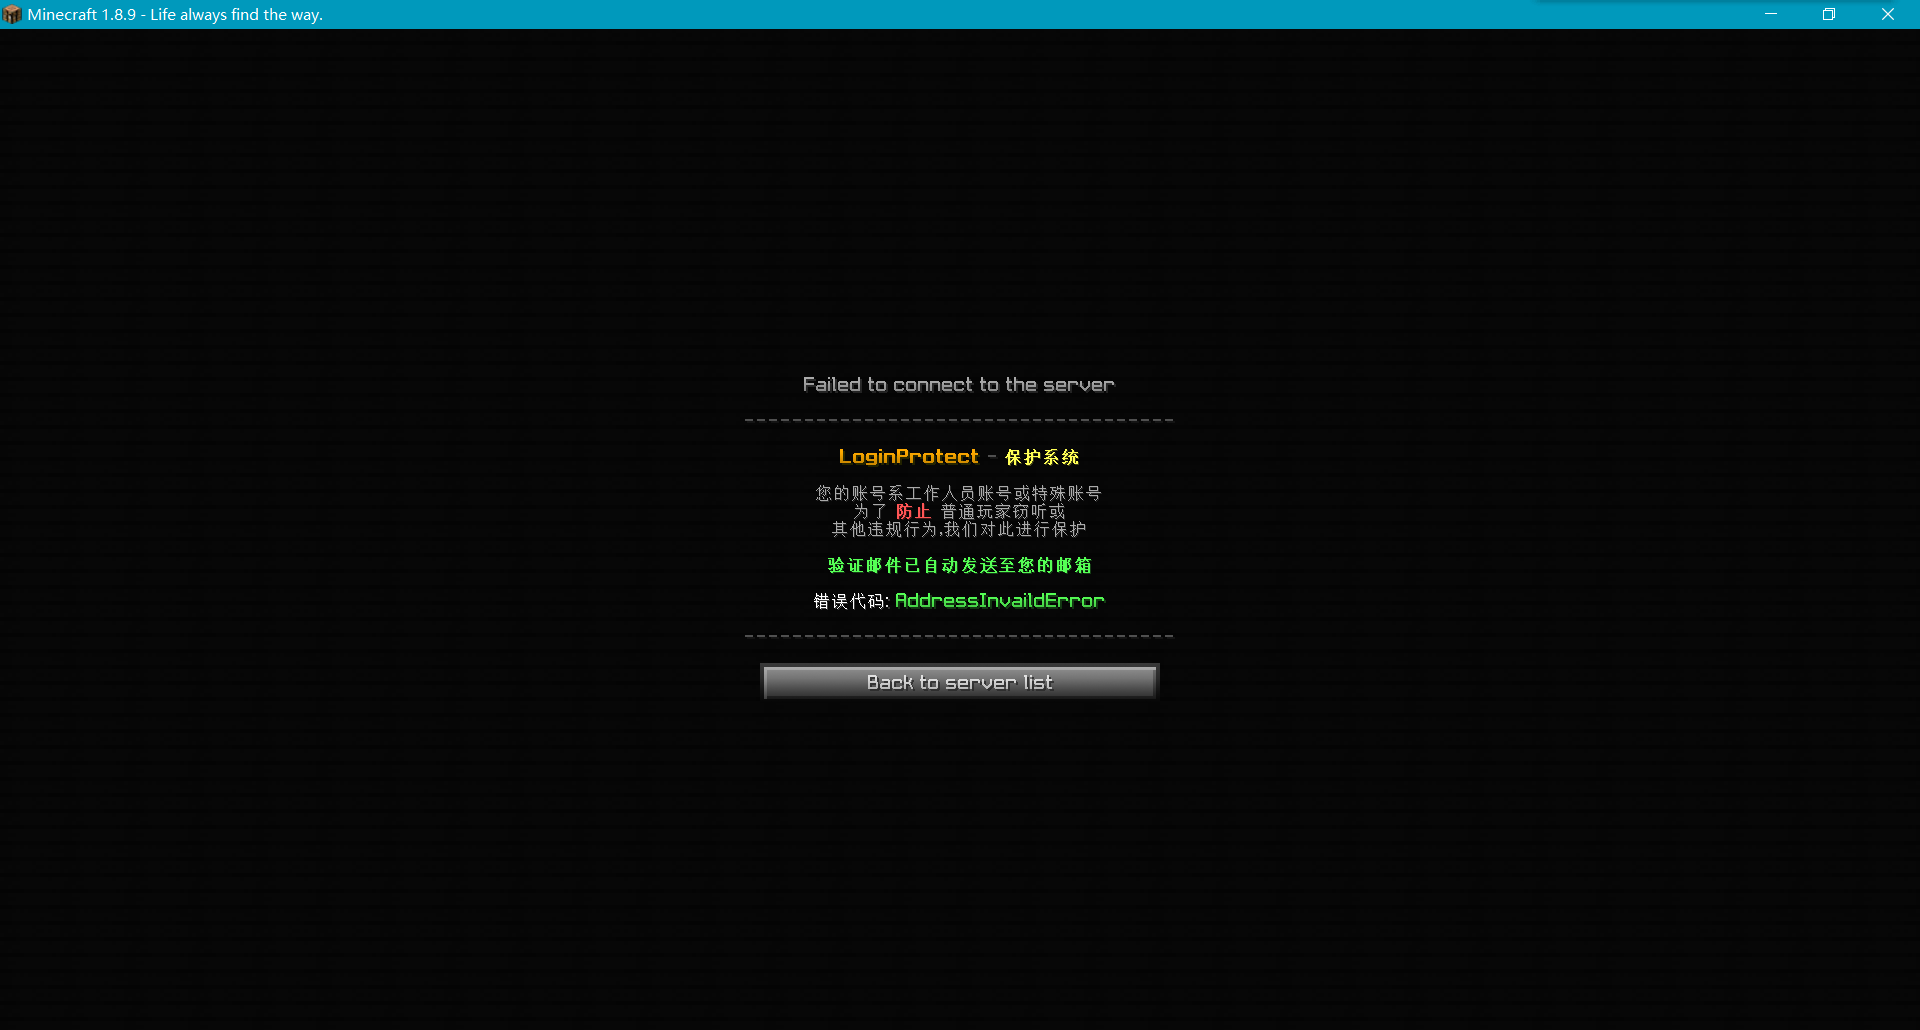 Minecraft 1.8.9 - Life always find the way.
Failed to connect to the server
------------------------------------
LoginProtect - 保护系统
您的账号系工作人员账号或特殊账号
为了 防止 普通玩家窃听或
其他违规行为,我们对此进行保护
验证邮件已自动发送至您的邮箱
错误代码: AddressInvaildError
------------------------------------
Back to server list